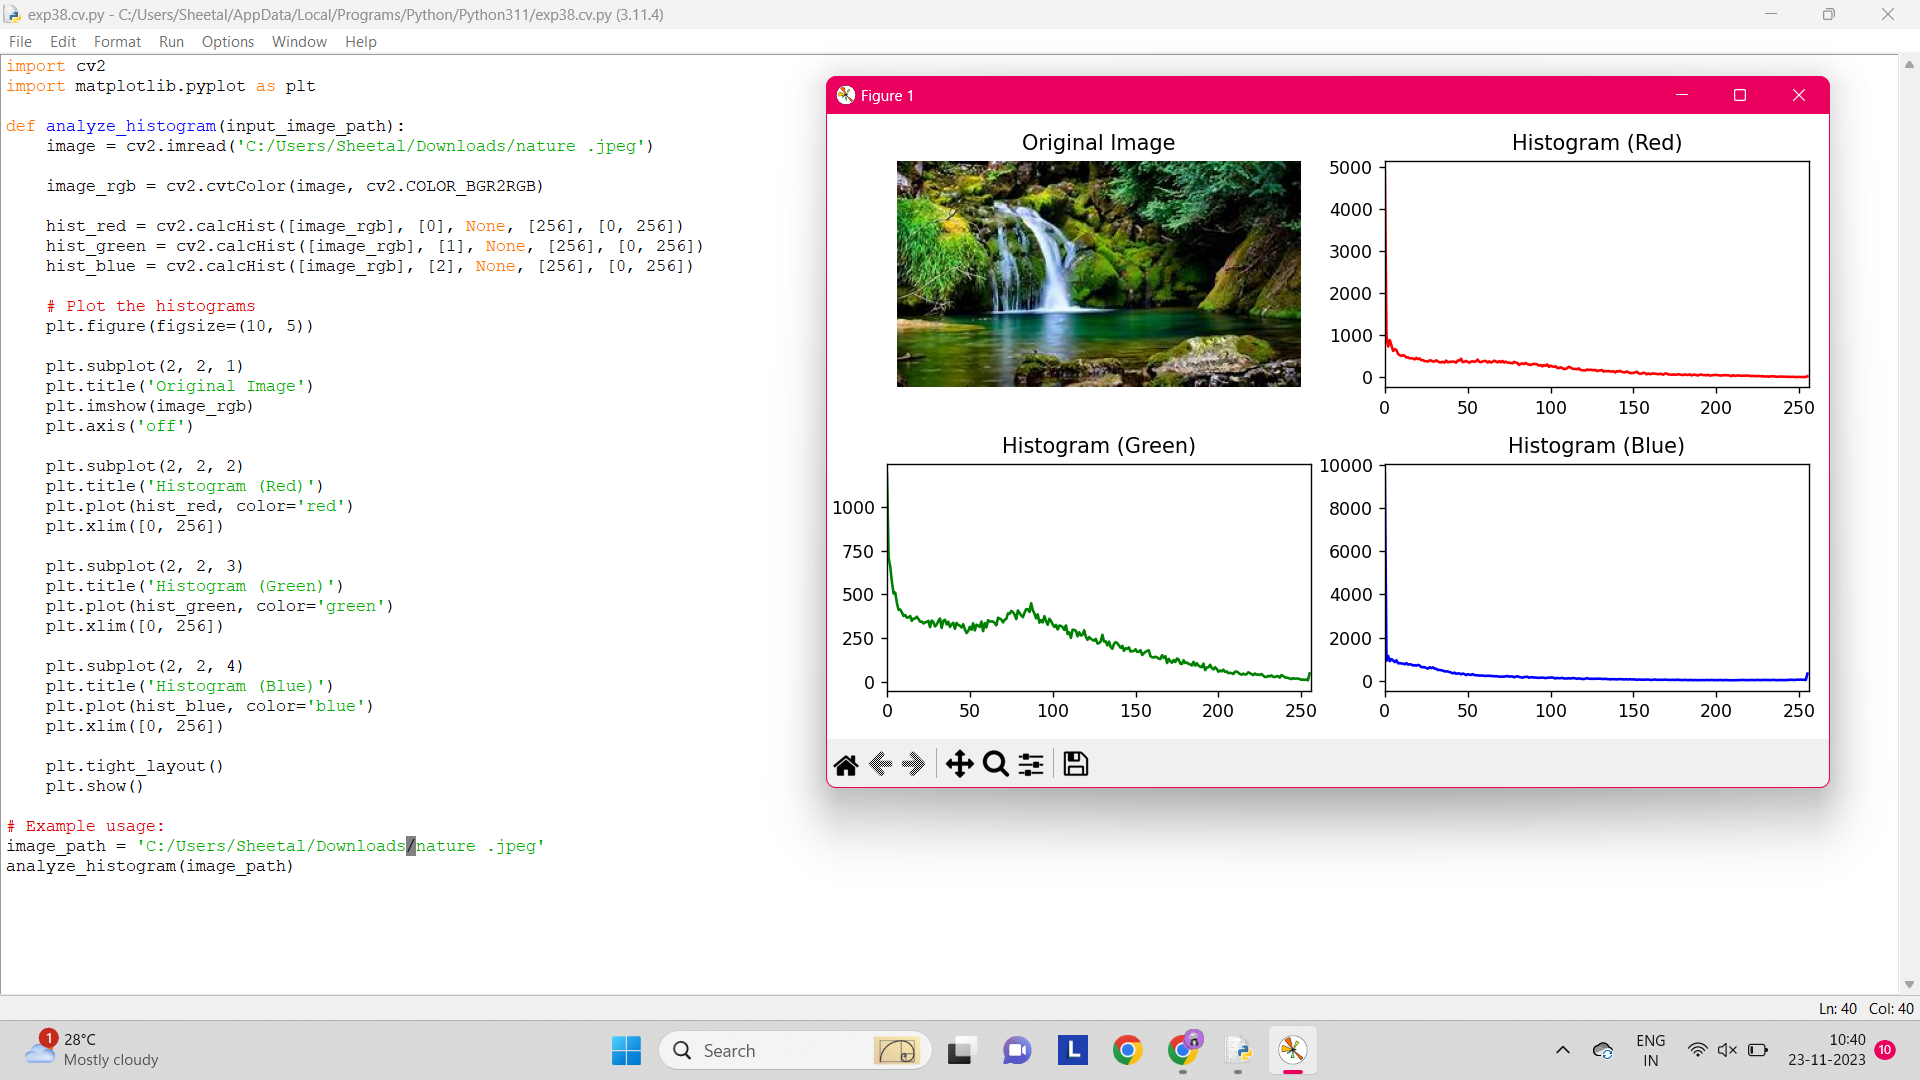 exp38.cv.py - C:/Users/Sheetal/AppData/Local/Programs/Python/Python311/exp38.cv.py (3.11.4)
File Edit Format Run Options Window Help
import cv2
import matplotlib.pyplot as plt
def analyze_histogram(input_image_path):
    image = cv2.imread('C:/Users/Sheetal/Downloads/nature .jpeg')
    image_rgb = cv2.cvtColor(image, cv2.COLOR_BGR2RGB)
    hist_red = cv2.calcHist([image_rgb], [0], None, [256], [0, 256])
    hist_green = cv2.calcHist([image_rgb], [1], None, [256], [0, 256])
    hist_blue = cv2.calcHist([image_rgb], [2], None, [256], [0, 256])
    # Plot the histograms
    plt.figure(figsize=(10, 5))
    plt.subplot(2, 2, 1)
    plt.title('Original Image')
    plt.imshow(image_rgb)
    plt.axis('off')
    plt.subplot(2, 2, 2)
    plt.title('Histogram (Red)')
    plt.plot(hist_red, color='red')
    plt.xlim([0, 256])
    plt.subplot(2, 2, 3)
    plt.title('Histogram (Green)')
    plt.plot(hist_green, color='green')
    plt.xlim([0, 256])
    plt.subplot(2, 2, 4)
    plt.title('Histogram (Blue)')
    plt.plot(hist_blue, color='blue')
    plt.xlim([0, 256])
    plt.tight_layout()
    plt.show()
# Example usage:
image_path = 'C:/Users/Sheetal/Downloads/nature .jpeg'
analyze_histogram(image_path)
Figure 1
Original Image
Histogram (Red)
5000
4000
3000
2000
1000
0
0 50 100 150 200 250
Histogram (Green)
1000
750
500
250
0
0 50 100 150 200 250
Histogram (Blue)
10000
8000
6000
4000
2000
0
0 50 100 150 200 250
Ln: 40 Col: 40
1
28°C
Mostly cloudy
Search
L
ENG
IN
10:40
23-11-2023
10